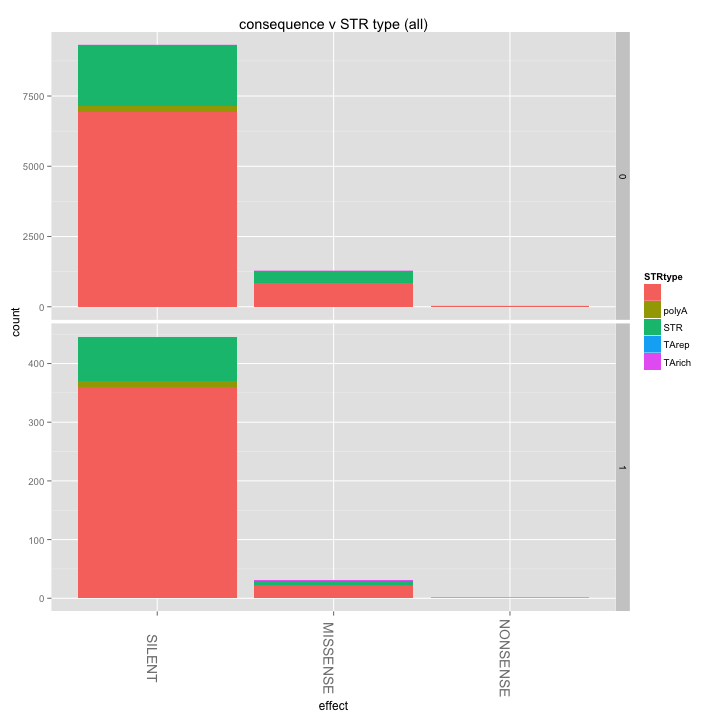 consequence v STR type (all)
7500
5000
2500
0
0
400
300
200
100
0
1
count
SILENT
MISSENSE
NONSENSE
effect
STRtype
polyA
STR
TArep
TArich